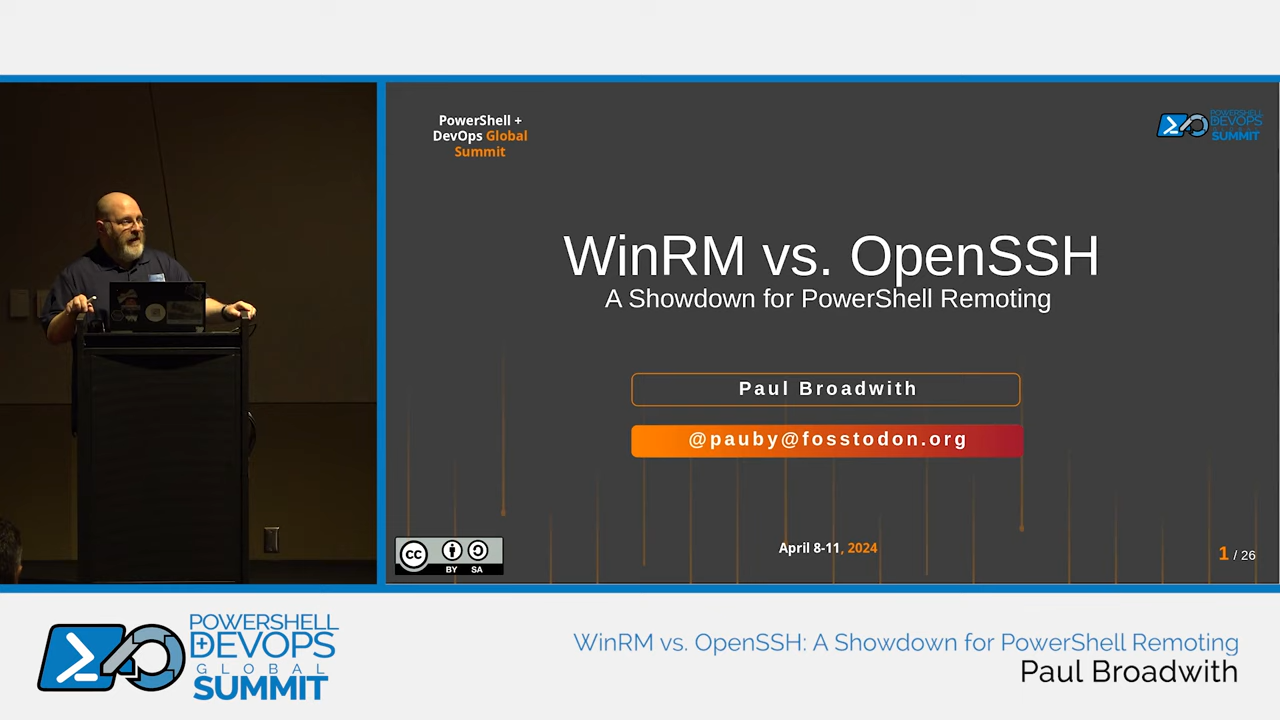 PowerShell +
DevOps Global
Summit
POWERSHELL
DEVOPS
SUMMIT
WinRM vs. OpenSSH
A Showdown for PowerShell Remoting
Paul Broadwith
@pauby@fosstodon.org
April 8-11, 2024
1 / 26
cc
BY SA
POWERSHELL
DEVOPS
GLOBAL
SUMMIT
WinRM vs. OpenSSH: A Showdown for PowerShell Remoting
Paul Broadwith